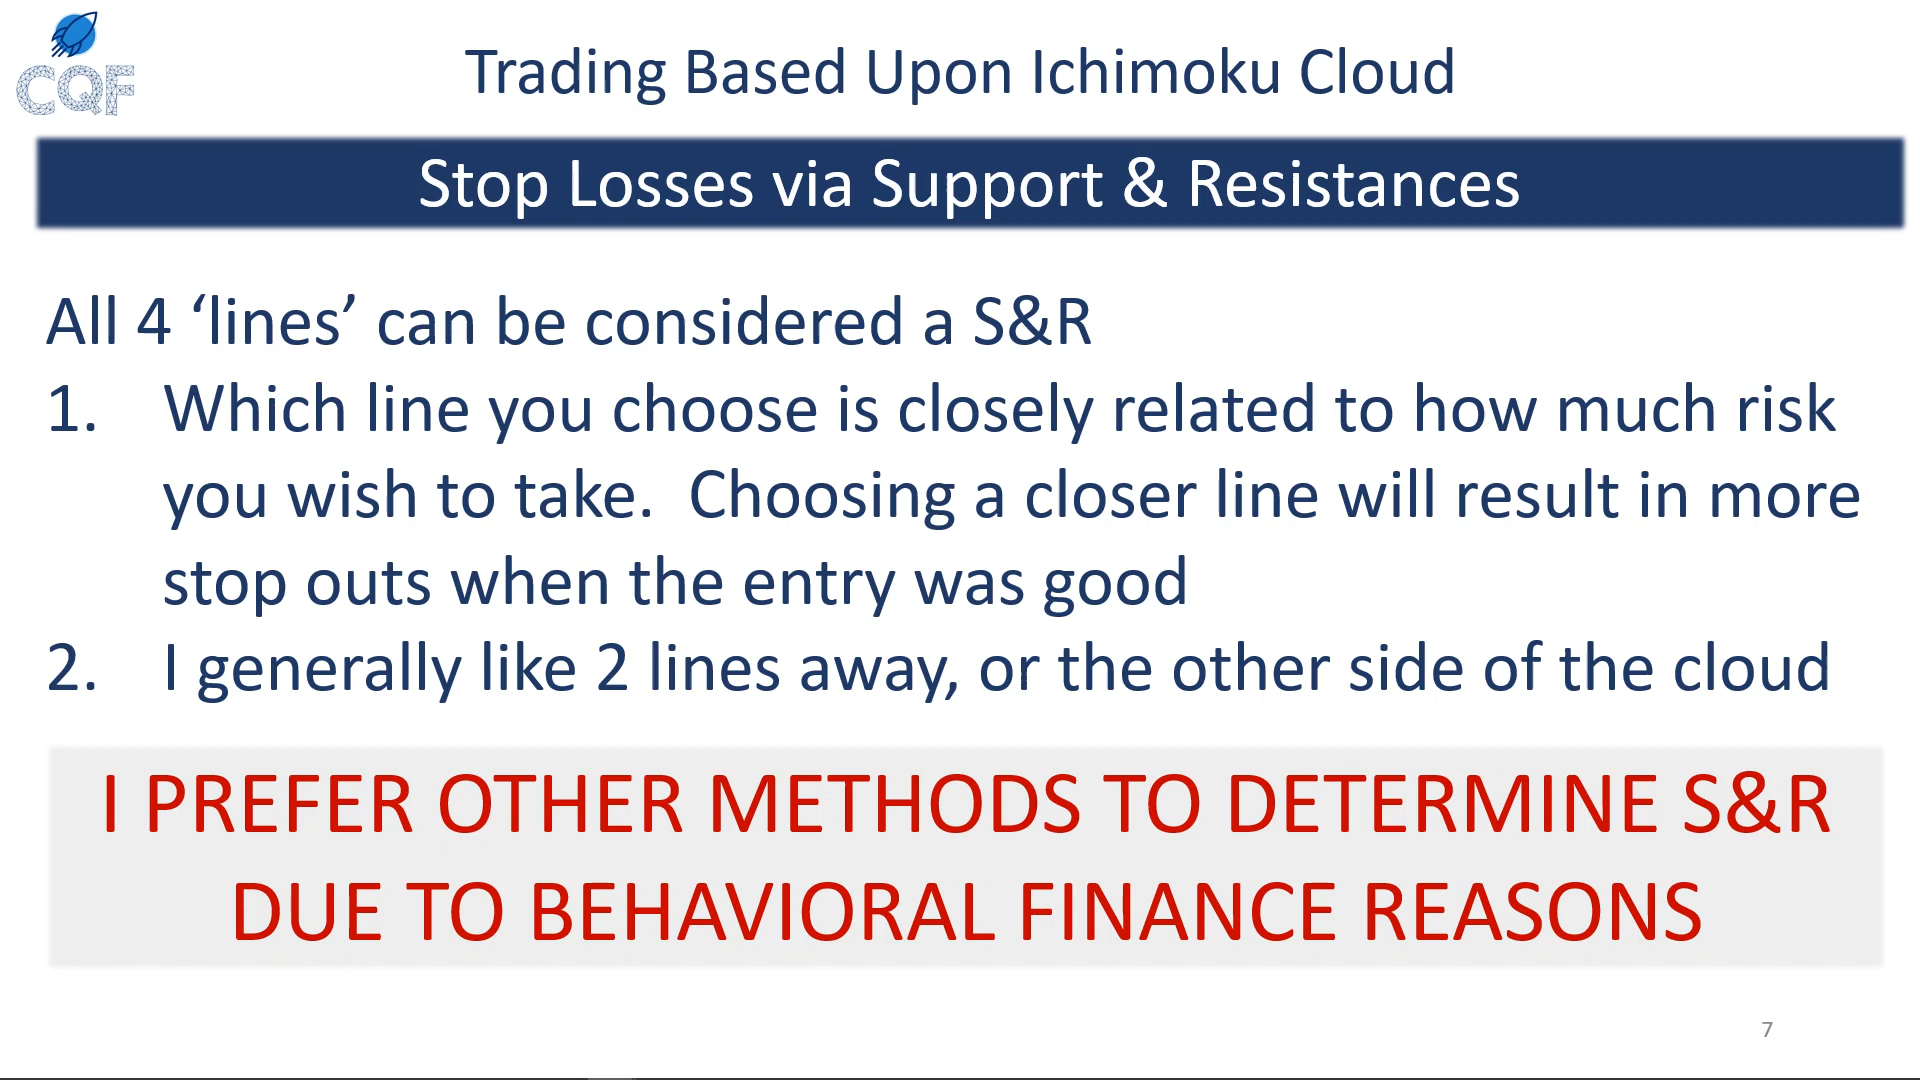 CQF
Trading Based Upon Ichimoku Cloud
Stop Losses via Support & Resistances
All 4 ‘lines’ can be considered a S&R
1. Which line you choose is closely related to how much risk
you wish to take.  Choosing a closer line will result in more
stop outs when the entry was good
2. I generally like 2 lines away, or the other side of the cloud
I PREFER OTHER METHODS TO DETERMINE S&R
DUE TO BEHAVIORAL FINANCE REASONS
7